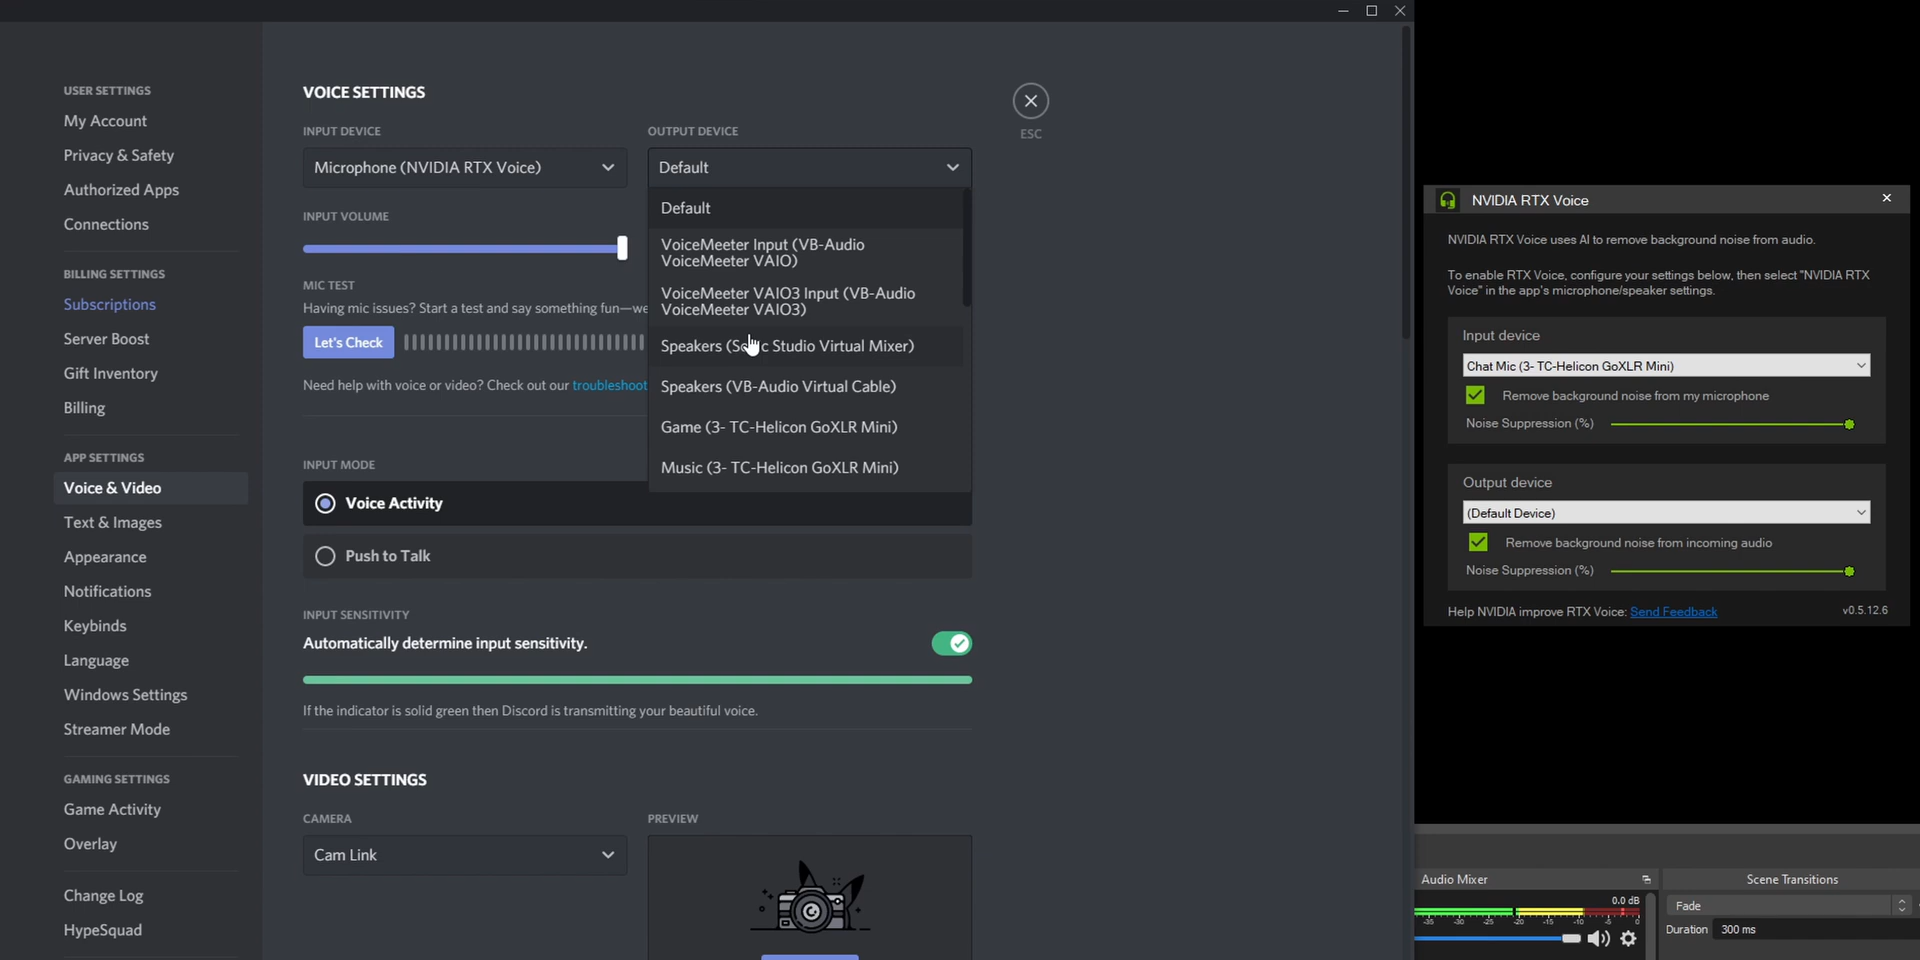 USER SETTINGS
My Account
Privacy & Safety
Authorized Apps
Connections
BILLING SETTINGS
Subscriptions
Server Boost
Gift Inventory
Billing
APP SETTINGS
Voice & Video
Text & Images
Appearance
Notifications
Keybinds
Language
Windows Settings
Streamer Mode
GAMING SETTINGS
Game Activity
Overlay
Change Log
HypeSquad
VOICE SETTINGS
INPUT DEVICE
Microphone (NVIDIA RTX Voice)
INPUT VOLUME
MIC TEST
Having mic issues? Start a test and say something fun—we
Let's Check
Need help with voice or video? Check out our troubleshoot
OUTPUT DEVICE
Default
Default
VoiceMeeter Input (VB-Audio
VoiceMeeter VAIO)
VoiceMeeter VAIO3 Input (VB-Audio
VoiceMeeter VAIO3)
Speakers (So c Studio Virtual Mixer)
Speakers (VB-Audio Virtual Cable)
Game (3- TC-Helicon GoXLR Mini)
Music (3- TC-Helicon GoXLR Mini)
ESC
INPUT MODE
Voice Activity
Push to Talk
INPUT SENSITIVITY
Automatically determine input sensitivity.
If the indicator is solid green then Discord is transmitting your beautiful voice.
VIDEO SETTINGS
CAMERA
Cam Link
PREVIEW
NVIDIA RTX Voice
NVIDIA RTX Voice uses AI to remove background noise from audio.
To enable RTX Voice, configure your settings below, then select "NVIDIA RTX
Voice" in the app's microphone/speaker settings.
Input device
Chat Mic (3- TC-Helicon GoXLR Mini)
Remove background noise from my microphone
Noise Suppression (%)
Output device
(Default Device)
Remove background noise from incoming audio
Noise Suppression (%)
Help NVIDIA improve RTX Voice: Send Feedback
v0.5.12.6
Audio Mixer
0.0 dB
-35 -30 -25 -20 -15 -10 -5 0
Scene Transitions
Fade
Duration 300 ms